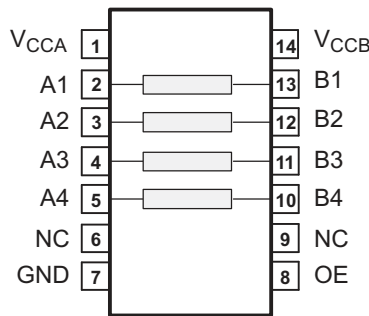 VCCA 1 14 VCCB
A1 2 13 B1
A2 3 12 B2
A3 4 11 B3
A4 5 10 B4
NC 6 9 NC
GND 7 8 OE